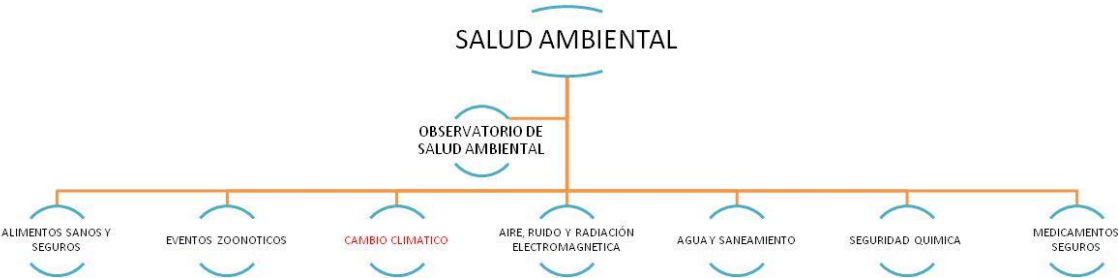 SALUD AMBIENTAL
OBSERVATORIO DE
SALUD AMBIENTAL
ALIMENTOS SANOS Y
SEGUROS
EVENTOS ZOONOTICOS
CAMBIO CLIMATICO
AIRE, RUIDO Y RADIACIÓN
ELECTROMAGNETICA
AGUA Y SANEAMIENTO
SEGURIDAD QUIMICA
MEDICAMENTOS
SEGUROS